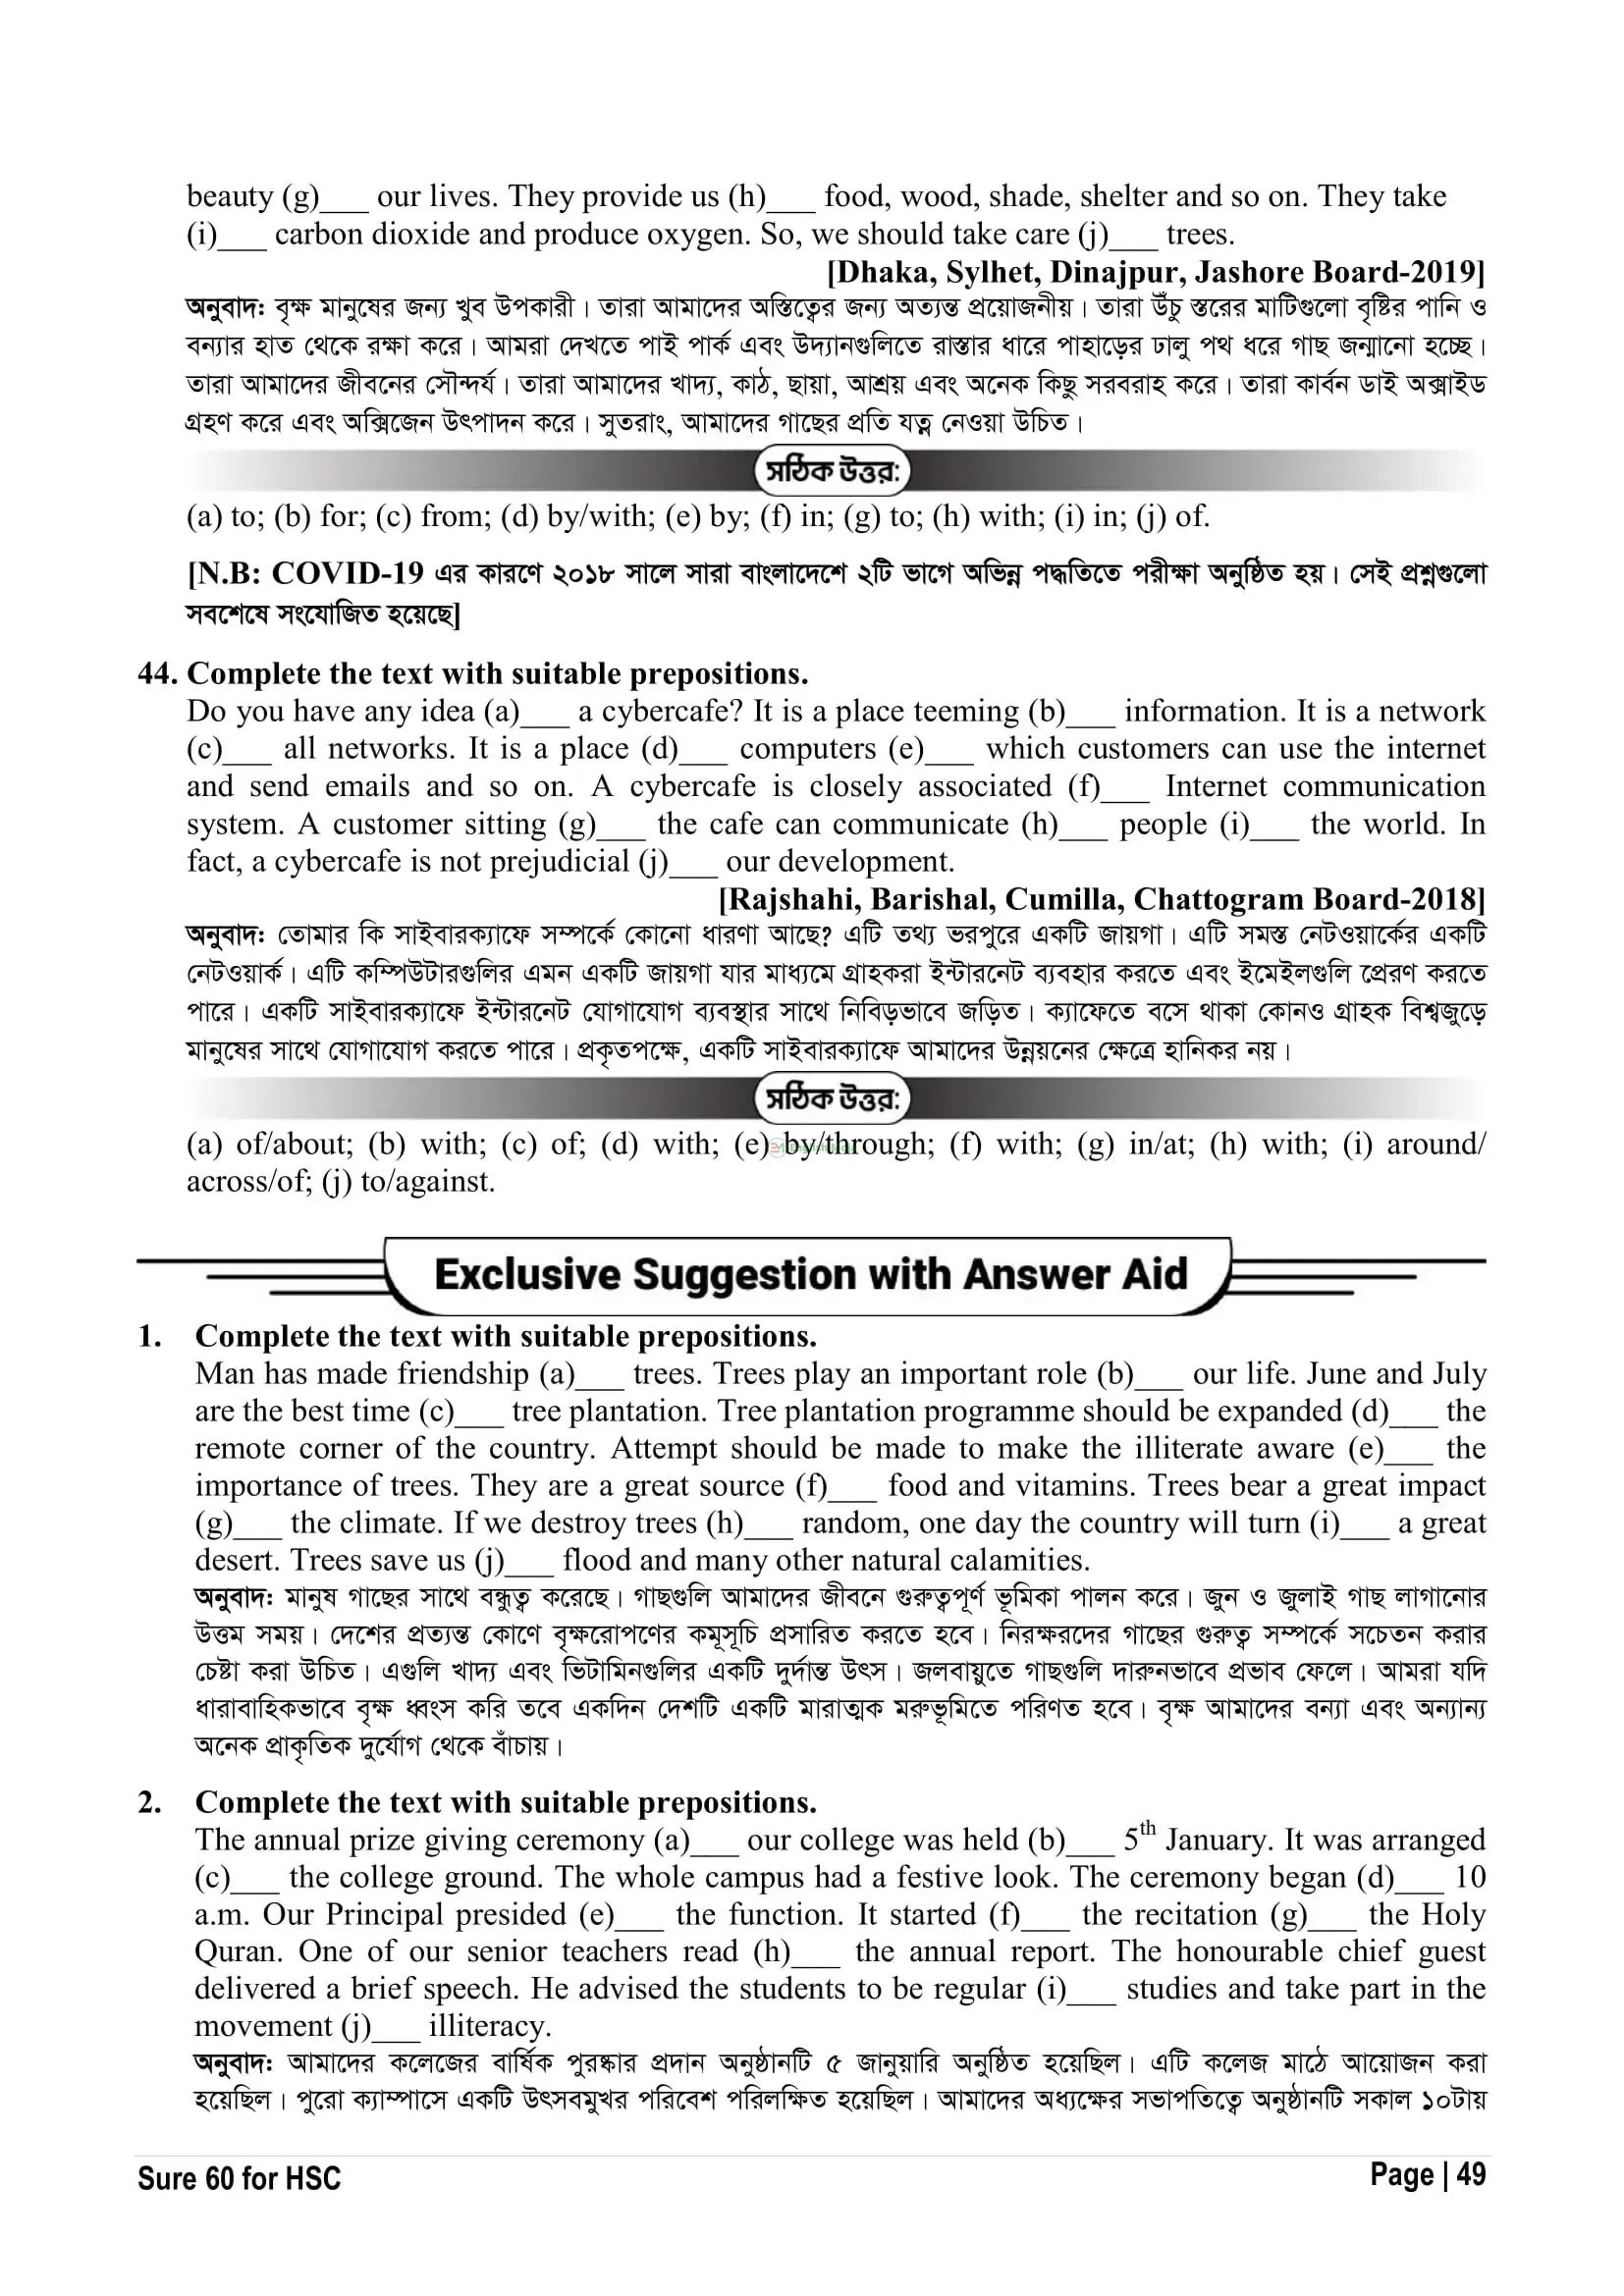 beauty (g)___ our lives. They provide us (h)___ food, wood, shade, shelter and so on. They take
(i)___ carbon dioxide and produce oxygen. So, we should take care (j)___ trees.
[Dhaka, Sylhet, Dinajpur, Jashore Board-2019]
অনুবাদ: বৃক্ষ মানুষের জন্য খুব উপকারী। তারা আমাদের অস্তিত্বের জন্য অত্যন্ত প্রয়োজনীয়। তারা উঁচু স্তরের মাটিগুলো বৃষ্টির পানি ও
বন্যার হাত থেকে রক্ষা করে। আমরা দেখতে পাই পার্ক এবং উদ্যানগুলিতে রাস্তার ধারে পাহাড়ের ঢালু পথ ধরে গাছ জন্মানো হচ্ছে।
তারা আমাদের জীবনের সৌন্দর্য। তারা আমাদের খাদ্য, কাঠ, ছায়া, আশ্রয় এবং অনেক কিছু সরবরাহ করে। তারা কার্বন ডাই অক্সাইড
গ্রহণ করে এবং অক্সিজেন উৎপাদন করে। সুতরাং, আমাদের গাছের প্রতি যত্ন নেওয়া উচিত।
সঠিক উত্তর:
(a) to; (b) for; (c) from; (d) by/with; (e) by; (f) in; (g) to; (h) with; (i) in; (j) of.
[N.B: COVID-19 এর কারণে ২০১৮ সালে সারা বাংলাদেশে ২টি ভাগে অভিন্ন পদ্ধতিতে পরীক্ষা অনুষ্ঠিত হয়। সেই প্রশ্নগুলো
সবশেষে সংযোজিত হয়েছে]
44. Complete the text with suitable prepositions.
Do you have any idea (a)___ a cybercafe? It is a place teeming (b)___ information. It is a network
(c)___ all networks. It is a place (d)___ computers (e)___ which customers can use the internet
and send emails and so on. A cybercafe is closely associated (f)___ Internet communication
system. A customer sitting (g)___ the cafe can communicate (h)___ people (i)___ the world. In
fact, a cybercafe is not prejudicial (j)___ our development.
[Rajshahi, Barishal, Cumilla, Chattogram Board-2018]
অনুবাদ: তোমার কি সাইবারক্যাফে সম্পর্কে কোনো ধারণা আছে? এটি তথ্য ভরপুরে একটি জায়গা। এটি সমস্ত নেটওয়ার্কের একটি
নেটওয়ার্ক। এটি কম্পিউটারগুলির এমন একটি জায়গা যার মাধ্যমে গ্রাহকরা ইন্টারনেট ব্যবহার করতে এবং ইমেইলগুলি প্রেরণ করতে
পারে। একটি সাইবারক্যাফে ইন্টারনেট যোগাযোগ ব্যবস্থার সাথে নিবিড়ভাবে জড়িত। ক্যাফেতে বসে থাকা কোনও গ্রাহক বিশ্বজুড়ে
মানুষের সাথে যোগাযোগ করতে পারে। প্রকৃতপক্ষে, একটি সাইবারক্যাফে আমাদের উন্নয়নের ক্ষেত্রে হানিকর নয়।
সঠিক উত্তর:
(a) of/about; (b) with; (c) of; (d) with; (e) by/through; (f) with; (g) in/at; (h) with; (i) around/
across/of; (j) to/against.
Exclusive Suggestion with Answer Aid
1. Complete the text with suitable prepositions.
Man has made friendship (a)___ trees. Trees play an important role (b)___ our life. June and July
are the best time (c)___ tree plantation. Tree plantation programme should be expanded (d)___ the
remote corner of the country. Attempt should be made to make the illiterate aware (e)___ the
importance of trees. They are a great source (f)___ food and vitamins. Trees bear a great impact
(g)___ the climate. If we destroy trees (h)___ random, one day the country will turn (i)___ a great
desert. Trees save us (j)___ flood and many other natural calamities.
অনুবাদ: মানুষ গাছের সাথে বন্ধুত্ব করেছে। গাছগুলি আমাদের জীবনে গুরুত্বপূর্ণ ভূমিকা পালন করে। জুন ও জুলাই গাছ লাগানোর
উত্তম সময়। দেশের প্রত্যন্ত কোণে বৃক্ষরোপণের কমূসূচি প্রসারিত করতে হবে। নিরক্ষরদের গাছের গুরুত্ব সম্পর্কে সচেতন করার
চেষ্টা করা উচিত। এগুলি খাদ্য এবং ভিটামিনগুলির একটি দুর্দান্ত উৎস। জলবায়ুতে গাছগুলি দারুনভাবে প্রভাব ফেলে। আমরা যদি
ধারাবাহিকভাবে বৃক্ষ ধ্বংস করি তবে একদিন দেশটি একটি মারাত্মক মরুভূমিতে পরিণত হবে। বৃক্ষ আমাদের বন্যা এবং অন্যান্য
অনেক প্রাকৃতিক দুর্যোগ থেকে বাঁচায়।
2. Complete the text with suitable prepositions.
The annual prize giving ceremony (a)___ our college was held (b)___ 5th January. It was arranged
(c)___ the college ground. The whole campus had a festive look. The ceremony began (d)___ 10
a.m. Our Principal presided (e)___ the function. It started (f)___ the recitation (g)___ the Holy
Quran. One of our senior teachers read (h)___ the annual report. The honourable chief guest
delivered a brief speech. He advised the students to be regular (i)___ studies and take part in the
movement (j)___ illiteracy.
অনুবাদ: আমাদের কলেজের বার্ষিক পুরষ্কার প্রদান অনুষ্ঠানটি ৫ জানুয়ারি অনুষ্ঠিত হয়েছিল। এটি কলেজ মাঠে আয়োজন করা
হয়েছিল। পুরো ক্যাম্পাসে একটি উৎসবমুখর পরিবেশ পরিলক্ষিত হয়েছিল। আমাদের অধ্যক্ষের সভাপতিত্বে অনুষ্ঠানটি সকাল ১০টায়
Sure 60 for HSC
Page | 49